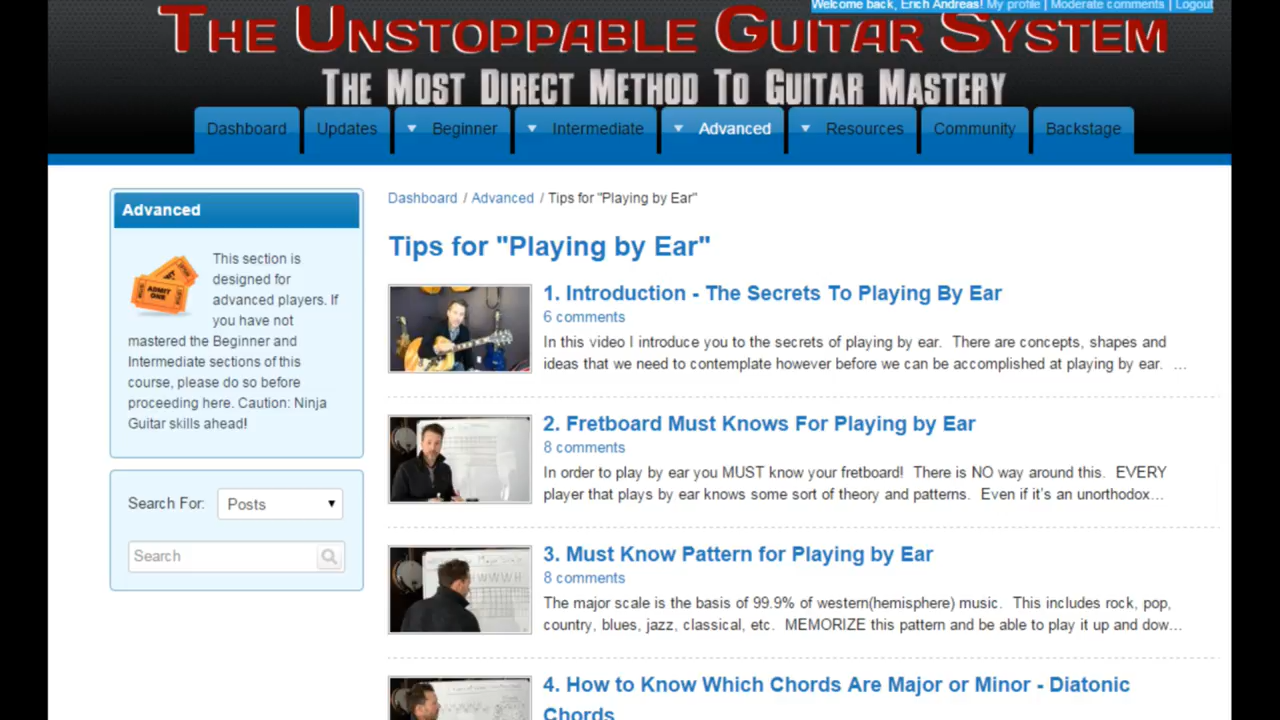 Welcome back, Erich Andreas! My profile | Moderate comments | Logout
THE UNSTOPPABLE GUITAR SYSTEM
THE MOST DIRECT METHOD TO GUITAR MASTERY
Dashboard Updates Beginner Intermediate Advanced Resources Community Backstage
Advanced
ADMIT
ONE
This section is
designed for
advanced players. If
you have not
mastered the Beginner and
Intermediate sections of this
course, please do so before
proceeding here. Caution: Ninja
Guitar skills ahead!
Search For: Posts
Search
Dashboard / Advanced / Tips for "Playing by Ear"
Tips for "Playing by Ear"
1. Introduction - The Secrets To Playing By Ear
6 comments
In this video I introduce you to the secrets of playing by ear. There are concepts, shapes and
ideas that we need to contemplate however before we can be accomplished at playing by ear. ...
2. Fretboard Must Knows For Playing by Ear
8 comments
In order to play by ear you MUST know your fretboard! There is NO way around this. EVERY
player that plays by ear knows some sort of theory and patterns. Even if it's an unorthodox...
3. Must Know Pattern for Playing by Ear
8 comments
The major scale is the basis of 99.9% of western(hemisphere) music. This includes rock, pop,
country, blues, jazz, classical, etc. MEMORIZE this pattern and be able to play it up and dow...
4. How to Know Which Chords Are Major or Minor - Diatonic
Chords